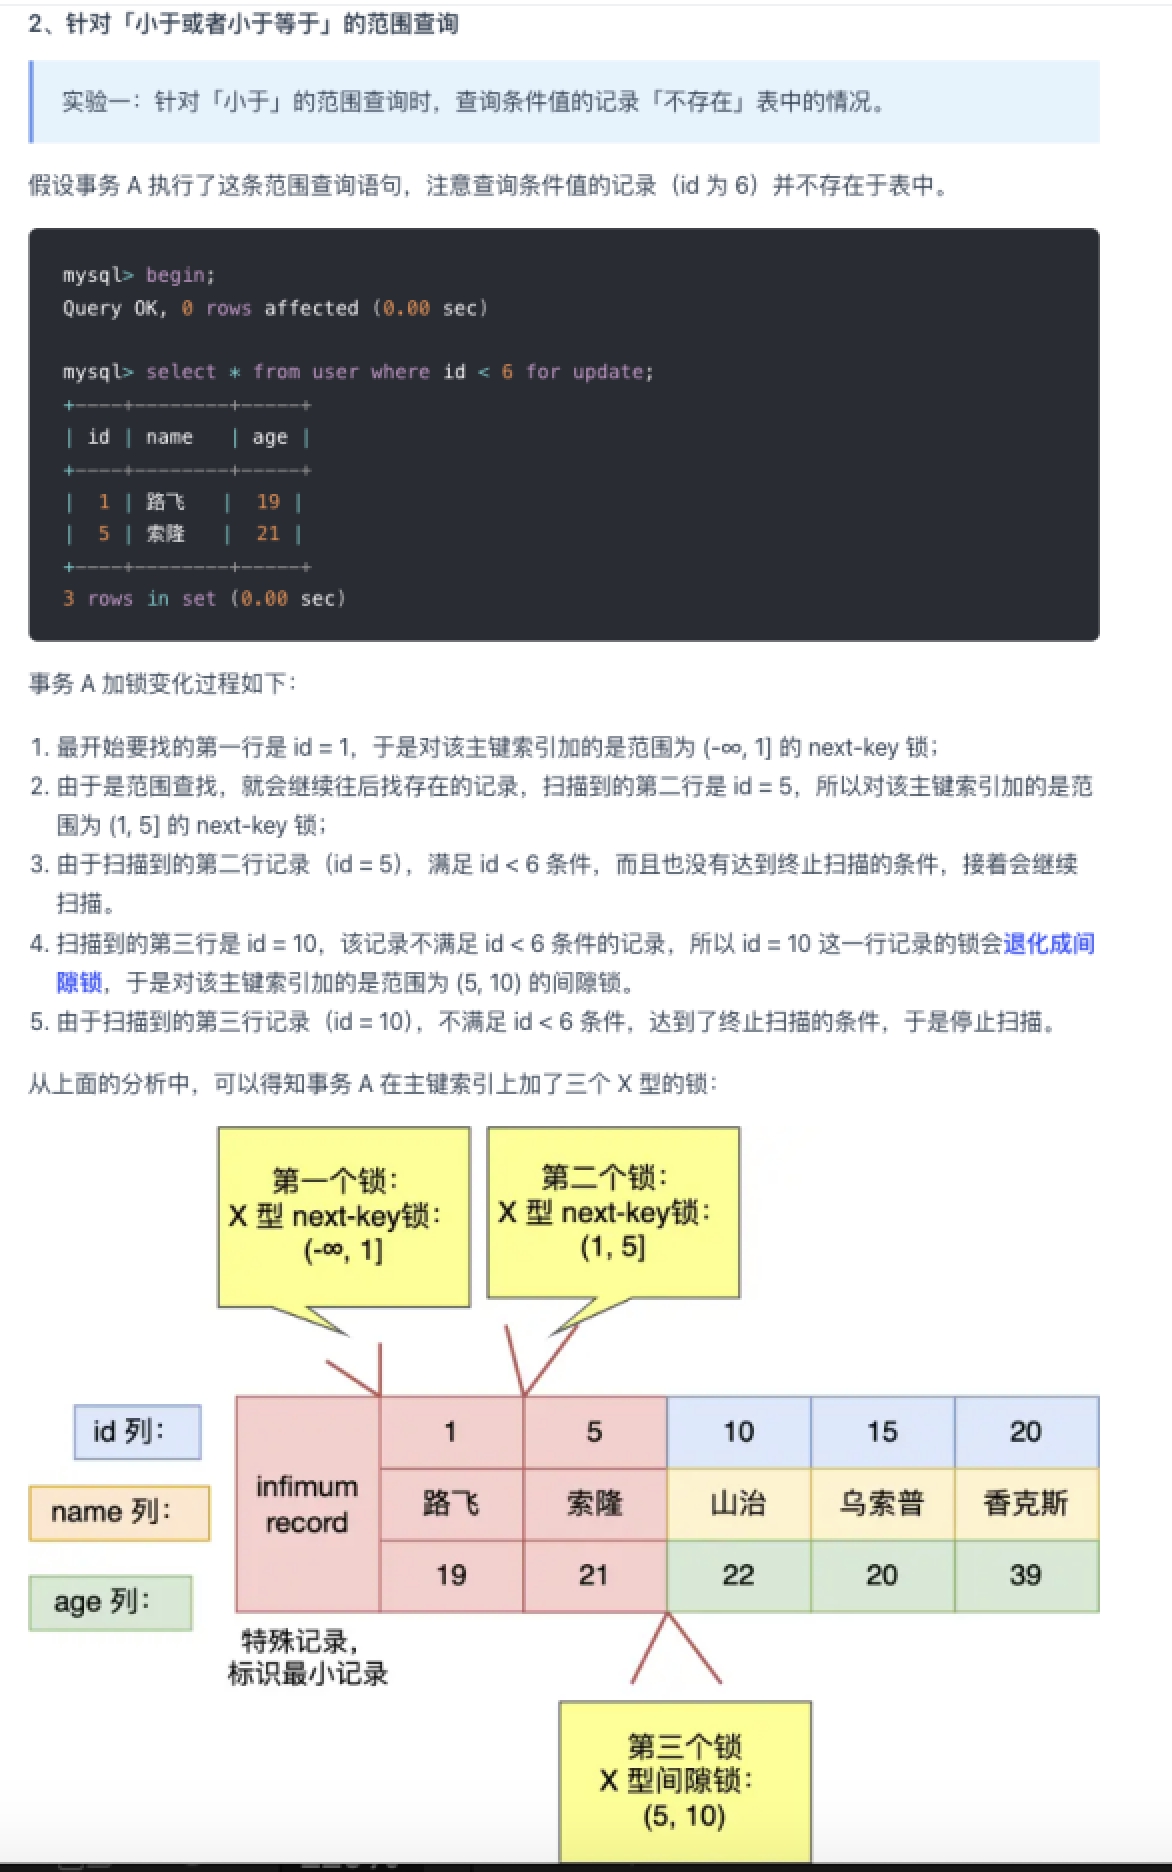 2、针对「小于或者小于等于」的范围查询
实验一：针对「小于」的范围查询时，查询条件值的记录「不存在」表中的情况。
假设事务 A 执行了这条范围查询语句，注意查询条件值的记录（id 为 6）并不存在于表中。
mysql> begin;
Query OK, 0 rows affected (0.00 sec)
mysql> select * from user where id < 6 for update;
+----+--------+-----+
| id | name   | age |
+----+--------+-----+
|  1 | 路飞   |  19 |
|  5 | 索隆   |  21 |
+----+--------+-----+
3 rows in set (0.00 sec)
事务 A 加锁变化过程如下：
1. 最开始要找的第一行是 id = 1，于是对该主键索引加的是范围为 (-∞, 1] 的 next-key 锁；
2. 由于是范围查找，就会继续往后找存在的记录，扫描到的第二行是 id = 5，所以对该主键索引加的是范
围为 (1, 5] 的 next-key 锁；
3. 由于扫描到的第二行记录（id = 5），满足 id < 6 条件，而且也没有达到终止扫描的条件，接着会继续
扫描。
4. 扫描到的第三行是 id = 10，该记录不满足 id < 6 条件的记录，所以 id = 10 这一行记录的锁会退化成间
隙锁，于是对该主键索引加的是范围为 (5, 10) 的间隙锁。
5. 由于扫描到的第三行记录（id = 10），不满足 id < 6 条件，达到了终止扫描的条件，于是停止扫描。
从上面的分析中，可以得知事务 A 在主键索引上加了三个 X 型的锁：
第一个锁：
X 型 next-key锁：
(-∞, 1]
第二个锁：
X 型 next-key锁：
(1, 5]
id 列：
1
5
10
15
20
name 列：
infimum
record
路飞
索隆
山治
乌索普
香克斯
age 列：
19
21
22
20
39
特殊记录，
标识最小记录
第三个锁
X 型间隙锁：
(5, 10)